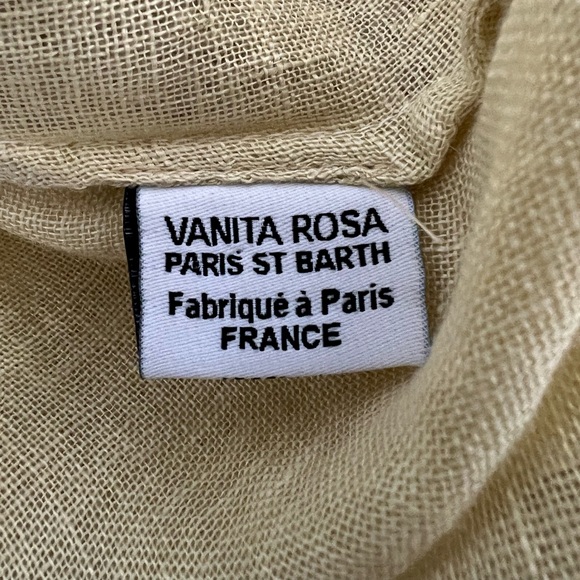 VANITA ROSA
PARIS ST BARTH
Fabriqué à Paris
FRANCE